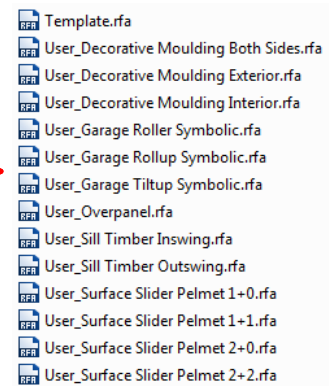 Template.rfa
User_Decorative Moulding Both Sides.rfa
User_Decorative Moulding Exterior.rfa
User_Decorative Moulding Interior.rfa
User_Garage Roller Symbolic.rfa
User_Garage Rollup Symbolic.rfa
User_Garage Tiltup Symbolic.rfa
User_Overpanel.rfa
User_Sill Timber Inswing.rfa
User_Sill Timber Outswing.rfa
User_Surface Slider Pelmet 1+0.rfa
User_Surface Slider Pelmet 1+1.rfa
User_Surface Slider Pelmet 2+0.rfa
User_Surface Slider Pelmet 2+2.rfa